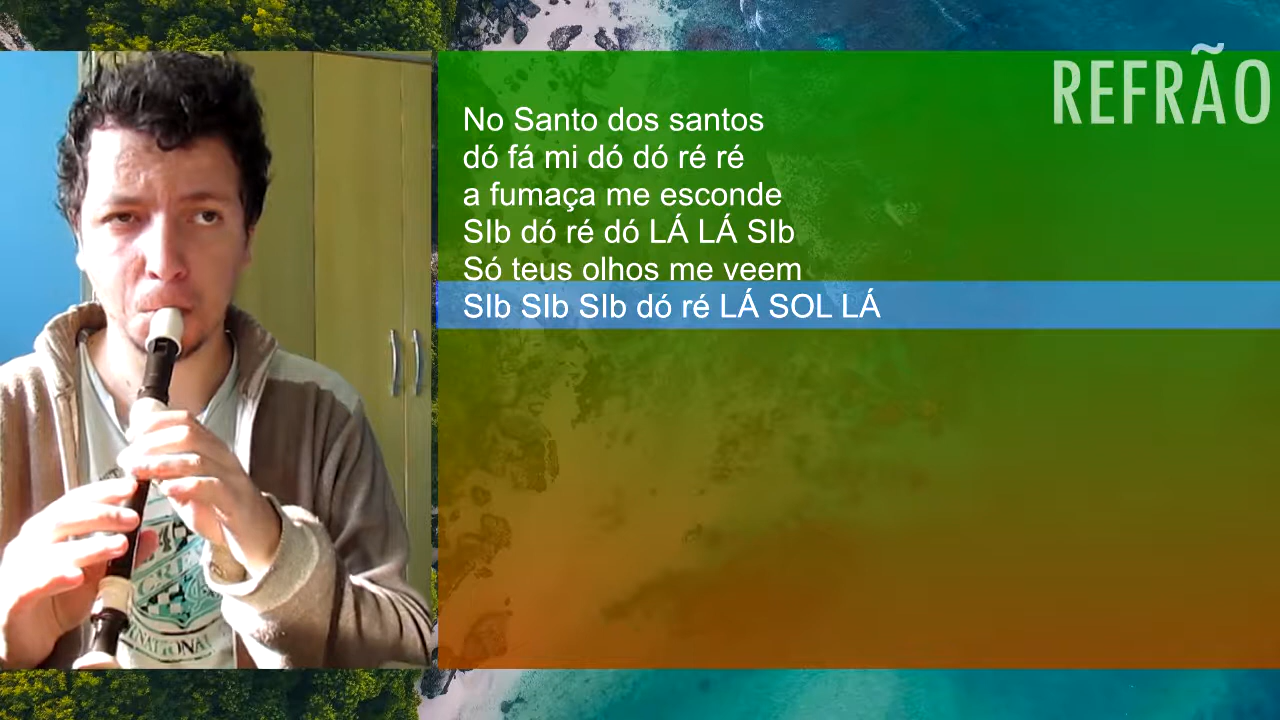 REFRÃO
No Santo dos santos
dó fá mi dó dó ré ré
a fumaça me esconde
SIb dó ré dó LÁ LÁ SIb
Só teus olhos me veem
SIb SIb SIb dó ré LÁ SOL LÁ